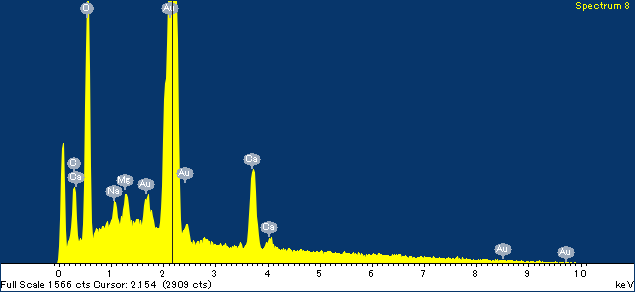 Spectrum 8
O Au
Ca
C
Ca Na Mg Au Au
Ca
Au Au
0 1 2 3 4 5 6 7 8 9 10
Full Scale 1566 cts Cursor: 2.154 (2909 cts) keV